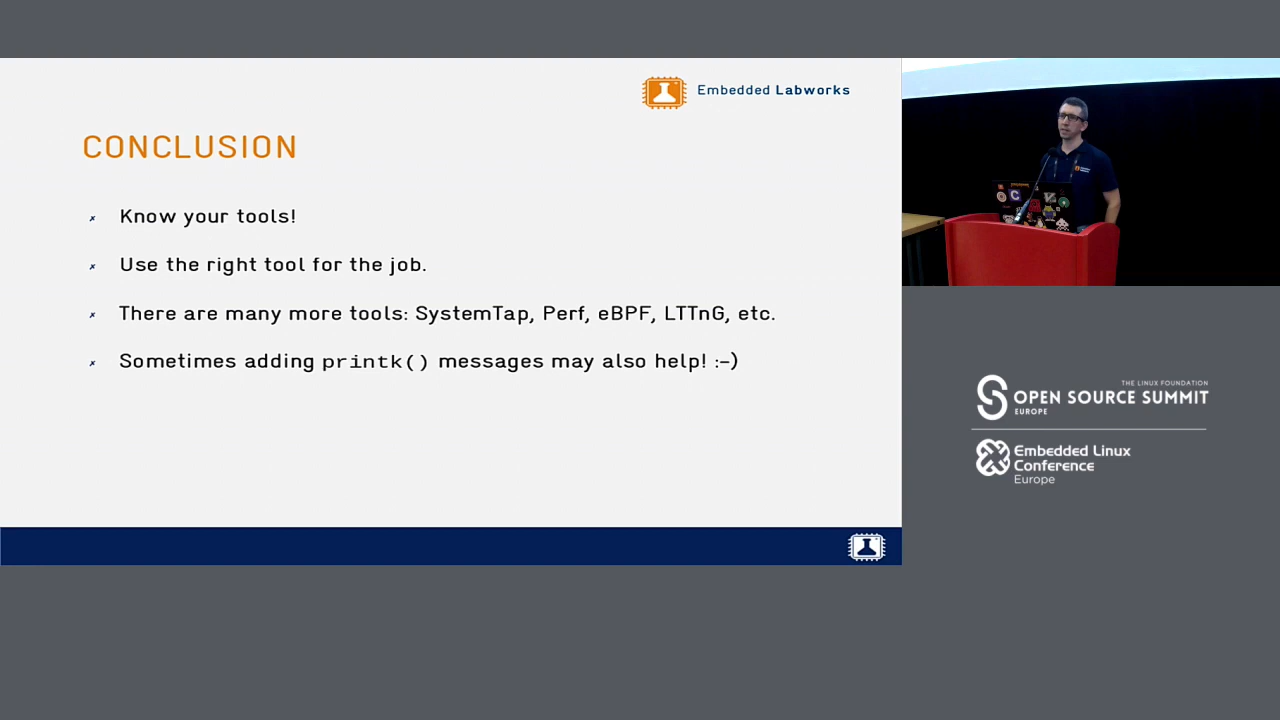 Embedded Labworks
CONCLUSION
Know your tools!
Use the right tool for the job.
There are many more tools: SystemTap, Perf, eBPF, LTTnG, etc.
Sometimes adding printk() messages may also help! :-)
THE LINUX FOUNDATION
OPEN SOURCE SUMMIT
EUROPE
Embedded Linux
Conference
Europe